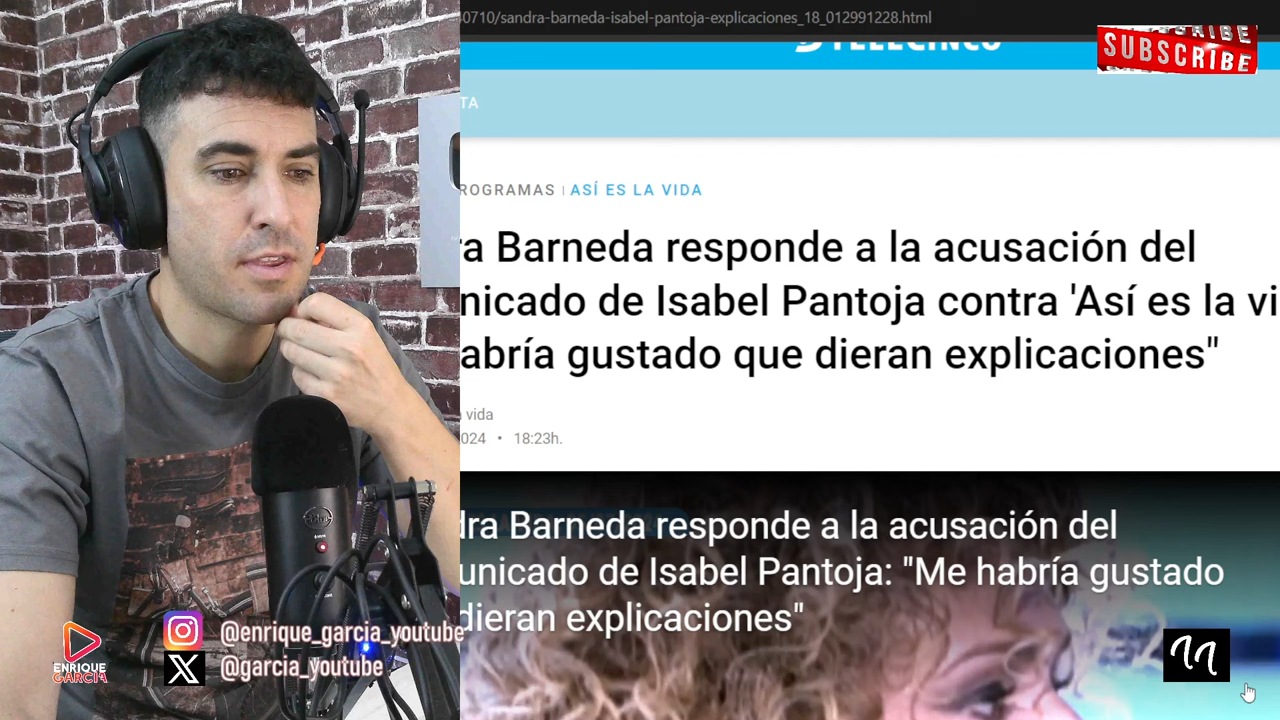 0710/sandra-barneda-isabel-pantoja-explicaciones_18_012991228.html
TELECINCO
SUBSCRIBE
TA
ROGRAMAS | ASÍ ES LA VIDA
ra Barneda responde a la acusación del
nicado de Isabel Pantoja contra 'Así es la vi
abría gustado que dieran explicaciones"
vida
024 • 18:23h.
dra Barneda responde a la acusación del
unicado de Isabel Pantoja: "Me habría gustado
dieran explicaciones"
@enrique_garcia_youtube
@garcia_youtube
ENRIQUE
GARCIA